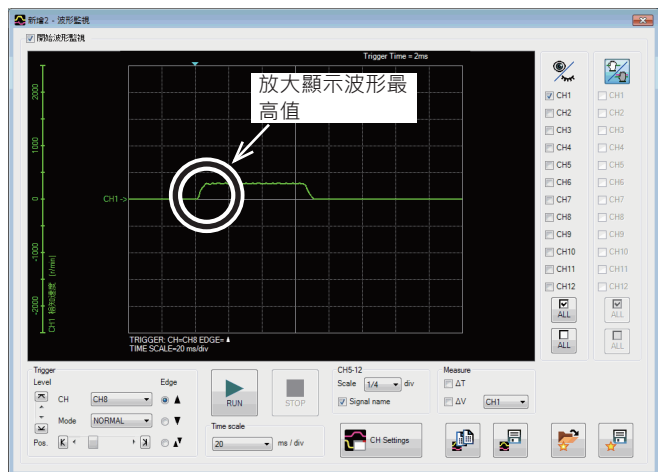 新增2 - 波形監視
開始波形監視
Trigger Time = 2ms
放大顯示波形最
高值
2000
1000
0
-1000
-2000
CH1 檢知速度 [r/min]
CH1->
TRIGGER: CH=CH8 EDGE=
TIME SCALE=20 ms/div
CH1
CH2
CH3
CH4
CH5
CH6
CH7
CH8
CH9
CH10
CH11
CH12
ALL
ALL
CH1
CH2
CH3
CH4
CH5
CH6
CH7
CH8
CH9
CH10
CH11
CH12
ALL
ALL
Trigger
Level
Edge
CH CH8
Mode NORMAL
Pos.
RUN
STOP
Time scale
20 ms / div
CH5-12
Scale 1/4 div
Signal name
CH Settings
Measure
ΔT
ΔV CH1